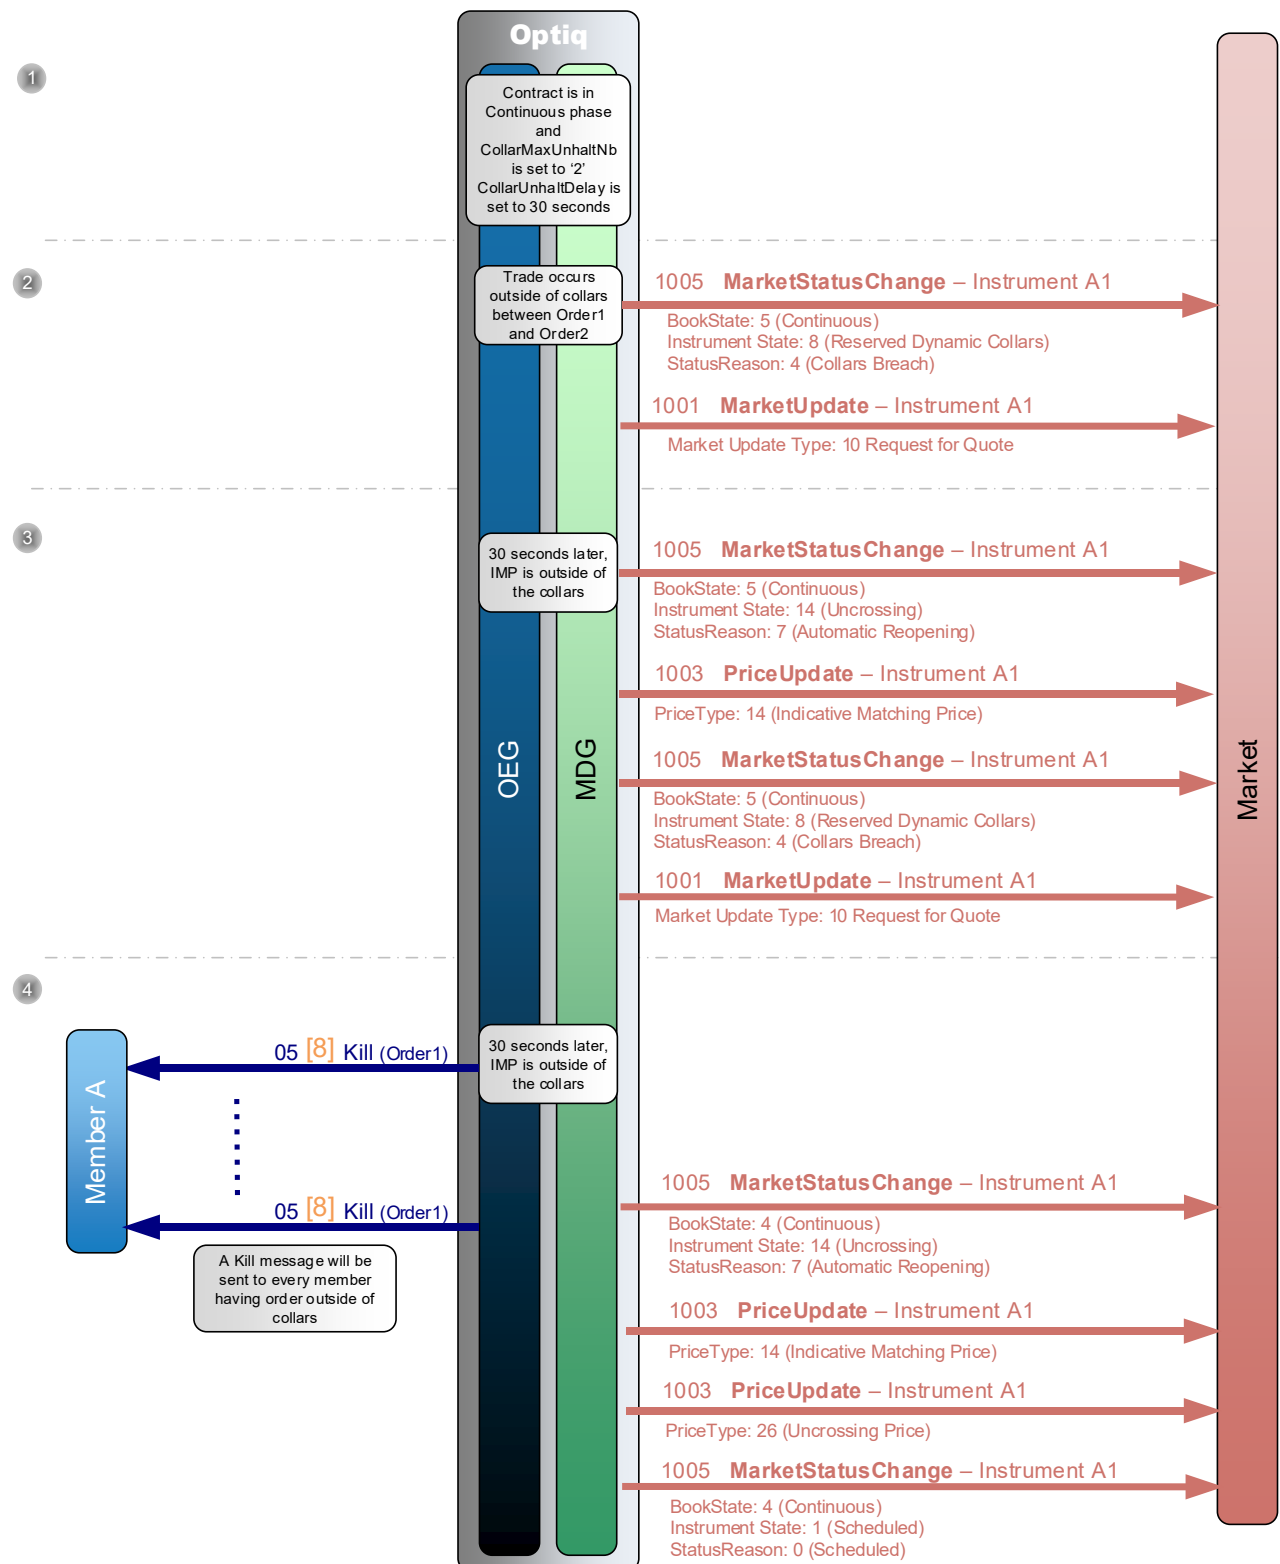 Optiq
1
Contract is in
Continuous phase
and
CollarMaxUnhaltNb
is set to ‘2’
CollarUnhaltDelay is
set to 30 seconds
2
Trade occurs
outside of collars
between Order1
and Order2
1005 MarketStatusChange – Instrument A1
BookState: 5 (Continuous)
Instrument State: 8 (Reserved Dynamic Collars)
StatusReason: 4 (Collars Breach)
1001 MarketUpdate – Instrument A1
Market Update Type: 10 Request for Quote
3
30 seconds later,
IMP is outside of
the collars
1005 MarketStatusChange – Instrument A1
BookState: 5 (Continuous)
Instrument State: 14 (Uncrossing)
StatusReason: 7 (Automatic Reopening)
1003 PriceUpdate – Instrument A1
PriceType: 14 (Indicative Matching Price)
OEG
MDG
Market
1005 MarketStatusChange – Instrument A1
BookState: 5 (Continuous)
Instrument State: 8 (Reserved Dynamic Collars)
StatusReason: 4 (Collars Breach)
1001 MarketUpdate – Instrument A1
Market Update Type: 10 Request for Quote
4
Member A
05 [8] Kill (Order1)
30 seconds later,
IMP is outside of
the collars
05 [8] Kill (Order1)
A Kill message will be
sent to every member
having order outside of
collars
1005 MarketStatusChange – Instrument A1
BookState: 4 (Continuous)
Instrument State: 14 (Uncrossing)
StatusReason: 7 (Automatic Reopening)
1003 PriceUpdate – Instrument A1
PriceType: 14 (Indicative Matching Price)
1003 PriceUpdate – Instrument A1
PriceType: 26 (Uncrossing Price)
1005 MarketStatusChange – Instrument A1
BookState: 4 (Continuous)
Instrument State: 1 (Scheduled)
StatusReason: 0 (Scheduled)